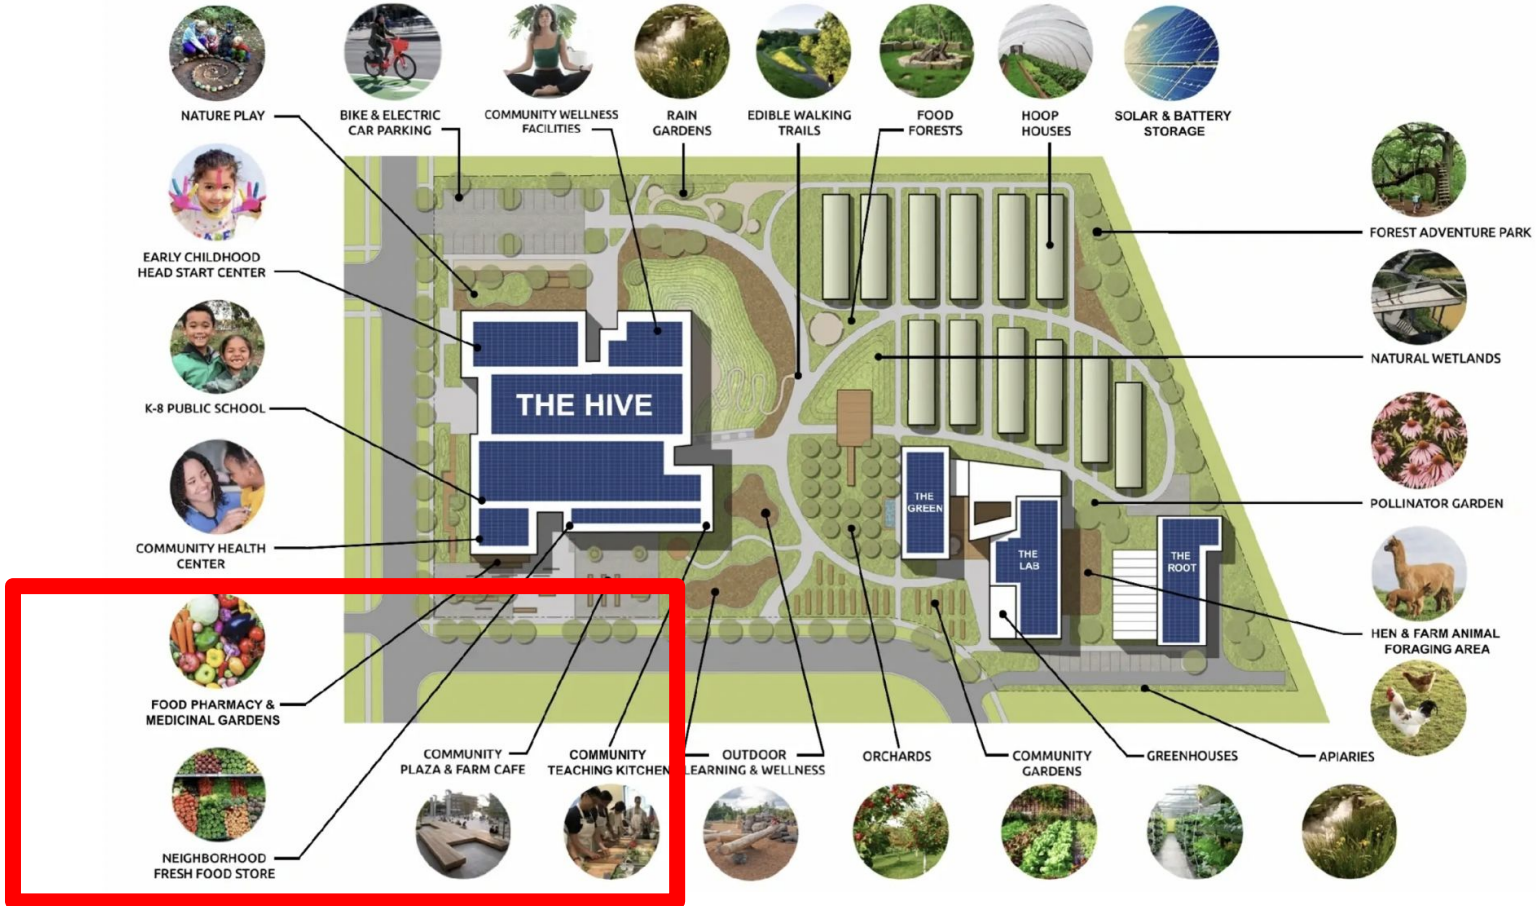 NATURE PLAY
BIKE & ELECTRIC
CAR PARKING
COMMUNITY WELLNESS
FACILITIES
RAIN
GARDENS
EDIBLE WALKING
TRAILS
FOOD
FORESTS
HOOP
HOUSES
SOLAR & BATTERY
STORAGE
EARLY CHILDHOOD
HEAD START CENTER
FOREST ADVENTURE PARK
NATURAL WETLANDS
K-8 PUBLIC SCHOOL
THE HIVE
POLLINATOR GARDEN
THE
GREEN
COMMUNITY HEALTH
CENTER
THE
LAB
THE
ROOT
HEN & FARM ANIMAL
FORAGING AREA
FOOD PHARMACY &
MEDICINAL GARDENS
COMMUNITY
PLAZA & FARM CAFE
COMMUNITY
TEACHING KITCHEN
OUTDOOR
LEARNING & WELLNESS
ORCHARDS
COMMUNITY
GARDENS
GREENHOUSES
APIARIES
NEIGHBORHOOD
FRESH FOOD STORE